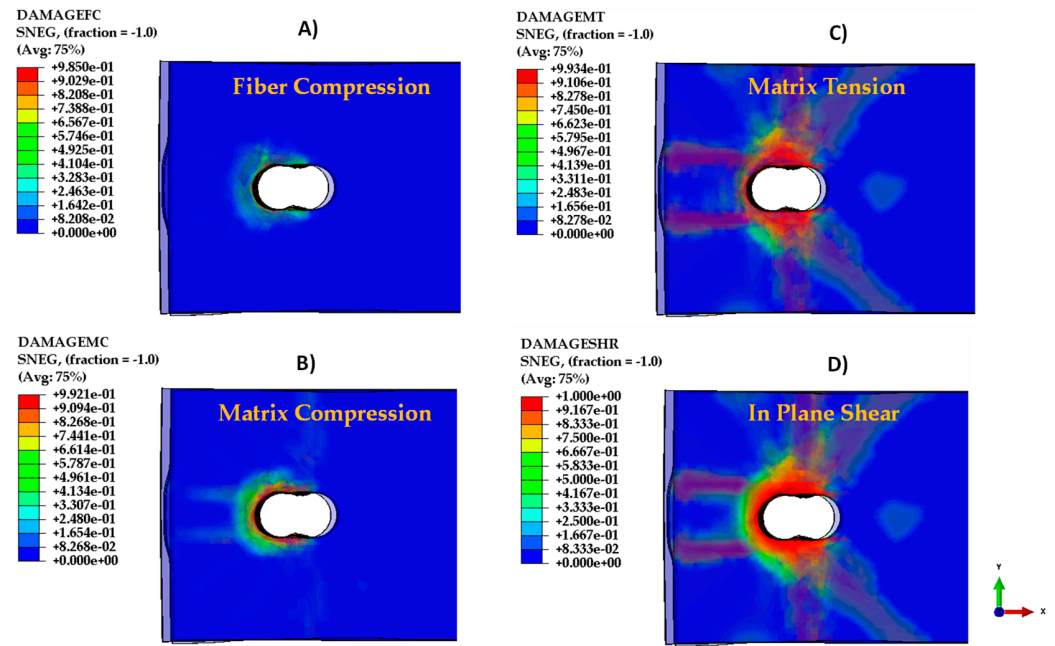 DAMAGEFC
SNEG, (fraction = -1.0)
(Avg: 75%)
+9.850e-01
+9.029e-01
+8.208e-01
+7.388e-01
+6.567e-01
+5.746e-01
+4.925e-01
+4.104e-01
+3.283e-01
+2.463e-01
+1.642e-01
+8.208e-02
+0.000e+00
A)
Fiber Compression
DAMAGEMT
SNEG, (fraction = -1.0)
(Avg: 75%)
+9.934e-01
+9.106e-01
+8.278e-01
+7.450e-01
+6.623e-01
+5.795e-01
+4.967e-01
+4.139e-01
+3.311e-01
+2.483e-01
+1.656e-01
+8.278e-02
+0.000e+00
C)
Matrix Tension
DAMAGEMC
SNEG, (fraction = -1.0)
(Avg: 75%)
+9.921e-01
+9.094e-01
+8.268e-01
+7.441e-01
+6.614e-01
+5.787e-01
+4.961e-01
+4.134e-01
+3.307e-01
+2.480e-01
+1.654e-01
+8.268e-02
+0.000e+00
B)
Matrix Compression
DAMAGESHR
SNEG, (fraction = -1.0)
(Avg: 75%)
+1.000e+00
+9.167e-01
+8.333e-01
+7.500e-01
+6.667e-01
+5.833e-01
+5.000e-01
+4.167e-01
+3.333e-01
+2.500e-01
+1.667e-01
+8.333e-02
+0.000e+00
D)
In Plane Shear
Y
X